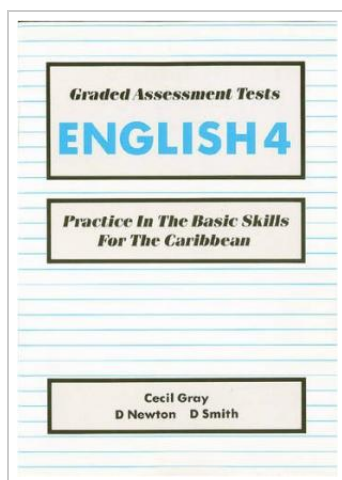 Graded Assessment Tests
ENGLISH 4
Practice In The Basic Skills
For The Caribbean
Cecil Gray
D Newton D Smith